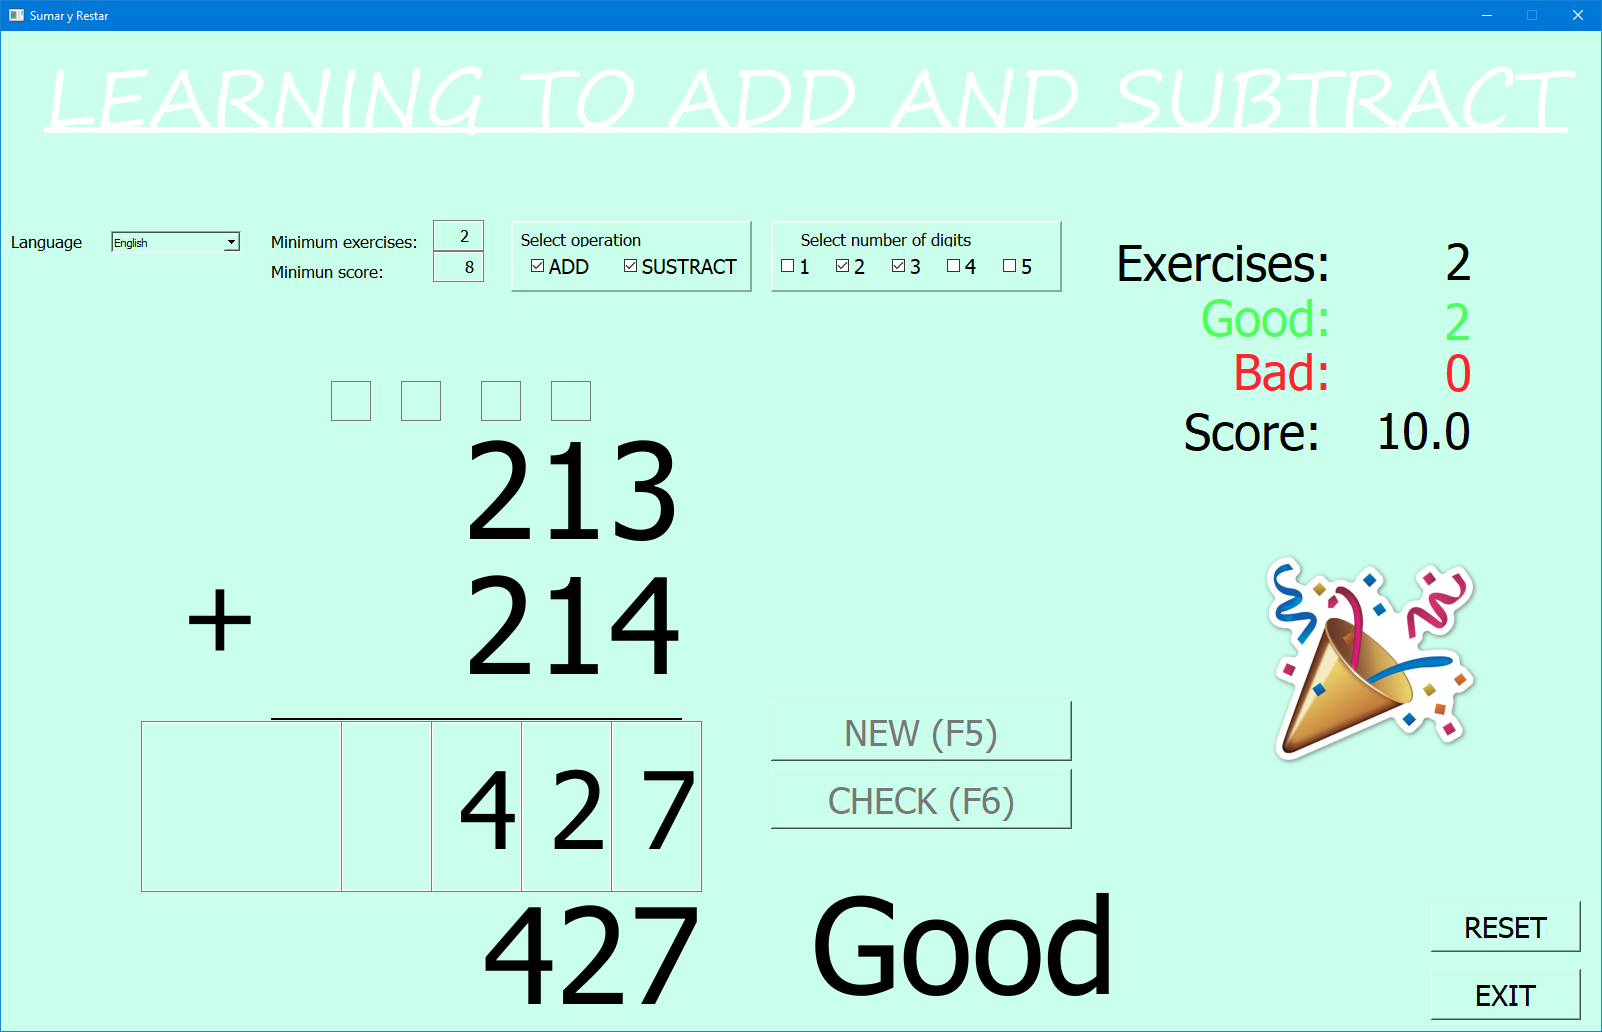 Sumar y Restar
LEARNING TO ADD AND SUBTRACT
Language
English
Minimum exercises:
2
Minimun score:
8
Select operation
ADD
SUSTRACT
Select number of digits
1 2 3 4 5
Exercises: 2
Good: 2
Bad: 0
Score: 10.0
213
+ 214
4 2 7
427
NEW (F5)
CHECK (F6)
Good
RESET
EXIT